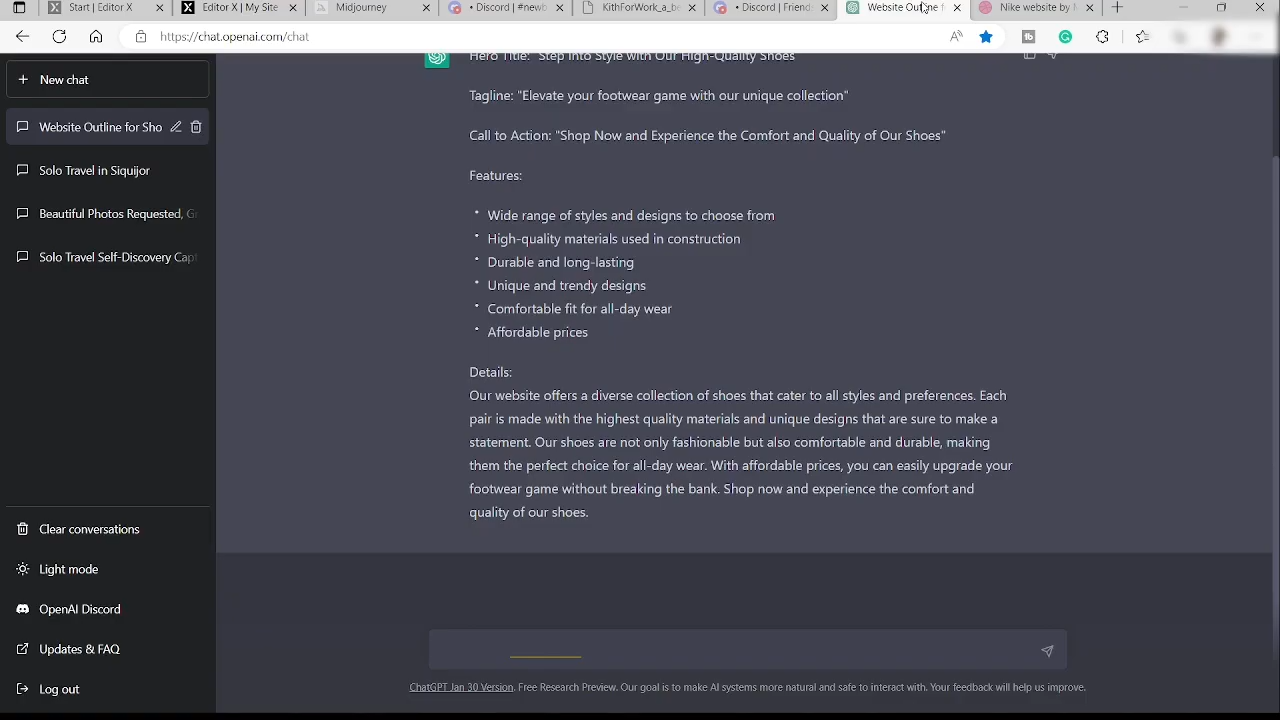 Start | Editor X
Editor X | My Site
Midjourney
• Discord | #newb
KithForWork_a_be
• Discord | Friends
Website Outline f
Nike website by l
https://chat.openai.com/chat
New chat
Website Outline for Sho
Solo Travel in Siquijor
Beautiful Photos Requested, Gr
Solo Travel Self-Discovery Capt
Clear conversations
Light mode
OpenAI Discord
Updates & FAQ
Log out
Hero Title: "Step Into Style with Our High-Quality Shoes"
Tagline: "Elevate your footwear game with our unique collection"
Call to Action: "Shop Now and Experience the Comfort and Quality of Our Shoes"
Features:
• Wide range of styles and designs to choose from
• High-quality materials used in construction
• Durable and long-lasting
• Unique and trendy designs
• Comfortable fit for all-day wear
• Affordable prices
Details:
Our website offers a diverse collection of shoes that cater to all styles and preferences. Each
pair is made with the highest quality materials and unique designs that are sure to make a
statement. Our shoes are not only fashionable but also comfortable and durable, making
them the perfect choice for all-day wear. With affordable prices, you can easily upgrade your
footwear game without breaking the bank. Shop now and experience the comfort and
quality of our shoes.
ChatGPT Jan 30 Version. Free Research Preview. Our goal is to make AI systems more natural and safe to interact with. Your feedback will help us improve.